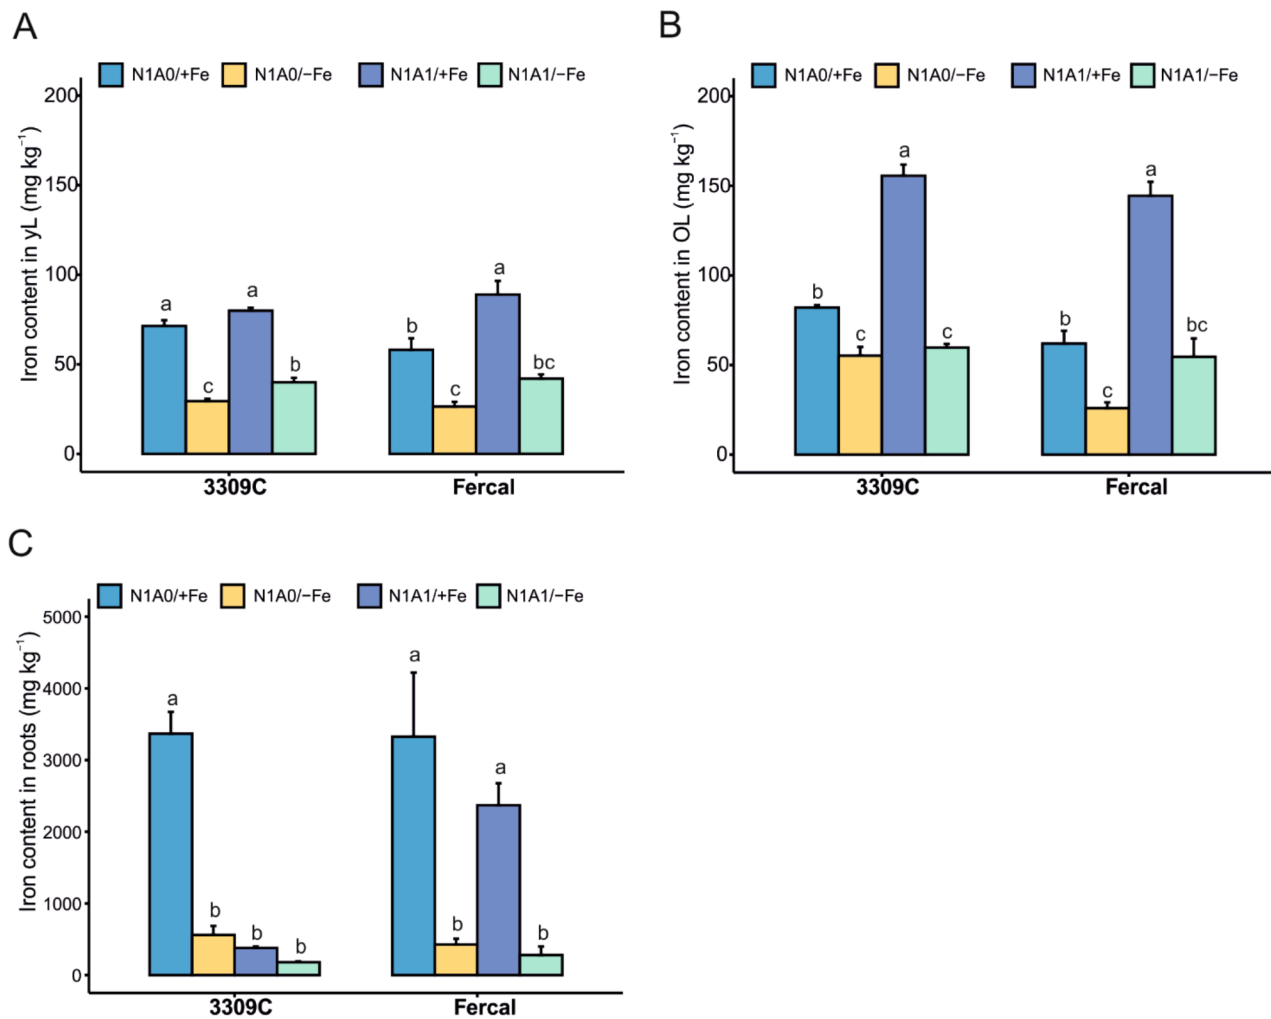 A
N1A0/+Fe N1A0/−Fe N1A1/+Fe N1A1/−Fe
Iron content in yL (mg kg⁻¹)
200
150
100
50
0
a
c
a
b
b
c
a
bc
3309C
Fercal
B
N1A0/+Fe N1A0/−Fe N1A1/+Fe N1A1/−Fe
Iron content in OL (mg kg⁻¹)
200
150
100
50
0
b
c
a
c
b
c
a
bc
3309C
Fercal
C
N1A0/+Fe N1A0/−Fe N1A1/+Fe N1A1/−Fe
Iron content in roots (mg kg⁻¹)
5000
4000
3000
2000
1000
0
a
b
b
b
a
b
a
b
3309C
Fercal